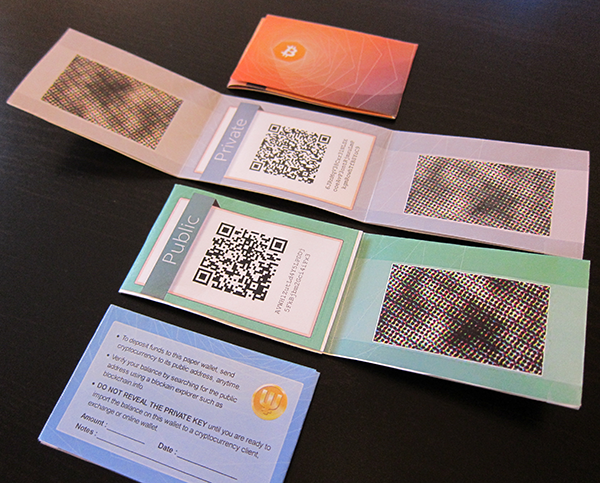 Private
Public
• To deposit funds to this paper wallet, send
cryptocurrency to its public address, anytime.
• Verify your balance by searching for the public
address using a blockain explorer such as
blockchain.info
• DO NOT REVEAL THE PRIVATE KEY until you are ready to
import the balance on this wallet to a cryptocurrency client,
exchange or online wallet.
Amount :
Notes :
Date :